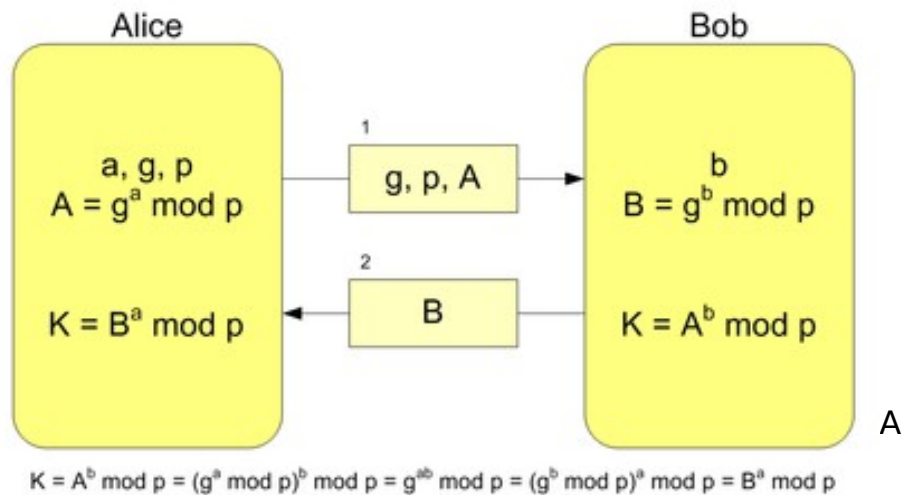 Alice
Bob
1
a, g, p
g, p, A
b
A = g^a mod p
B = g^b mod p
2
B
K = B^a mod p
K = A^b mod p
A
K = A^b mod p = (g^a mod p)^b mod p = g^ab mod p = (g^b mod p)^a mod p = B^a mod p